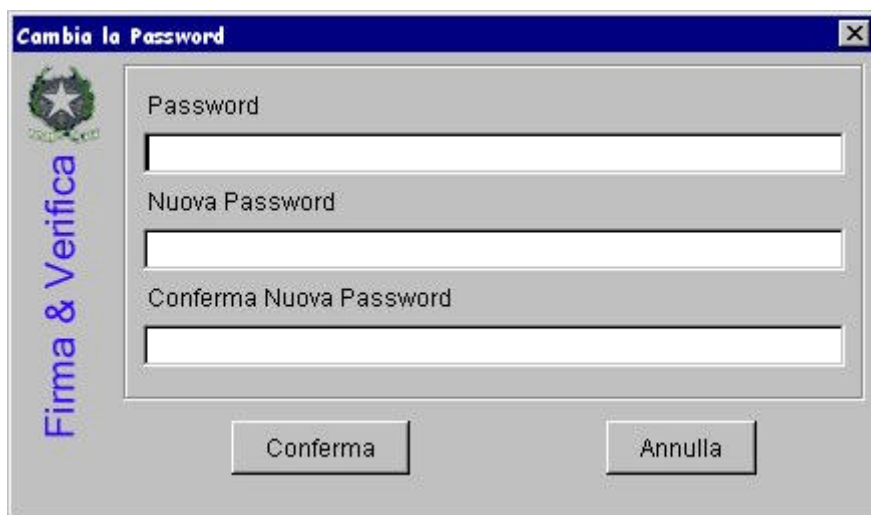 Cambia la Password
Firma & Verifica
Password
Nuova Password
Conferma Nuova Password
Conferma
Annulla